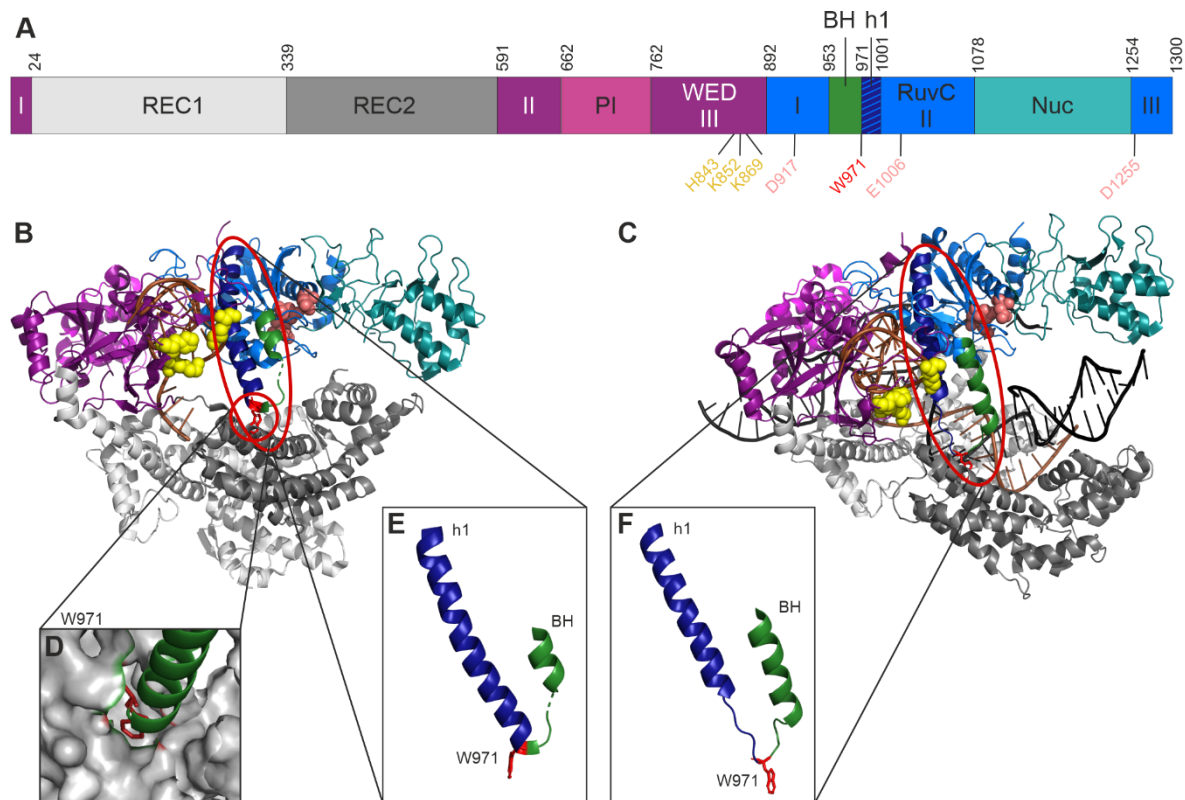 A
BH h1
24 339 591 662 762 892 953 971 1001 1078 1254 1300
I REC1 REC2 II PI WED III I RuvC II Nuc III
H843 K852 K869 D917 W971 E1006 D1255
B
C
W971
D
E
h1
BH
W971
F
h1
BH
W971